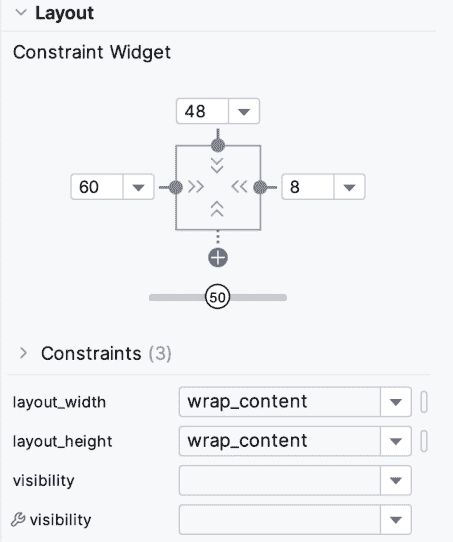 Layout
Constraint Widget
48
60
8
50
Constraints (3)
layout_width wrap_content
layout_height wrap_content
visibility
visibility